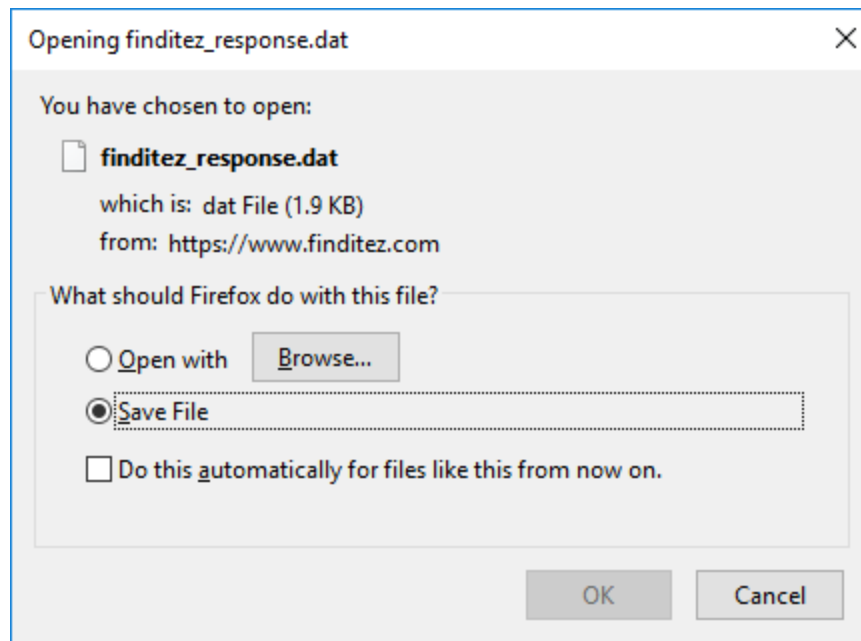 Opening finditez_response.dat
You have chosen to open:
finditez_response.dat
which is: dat File (1.9 KB)
from: https://www.finditez.com
What should Firefox do with this file?
Open with Browse...
Save File
Do this automatically for files like this from now on.
OK Cancel